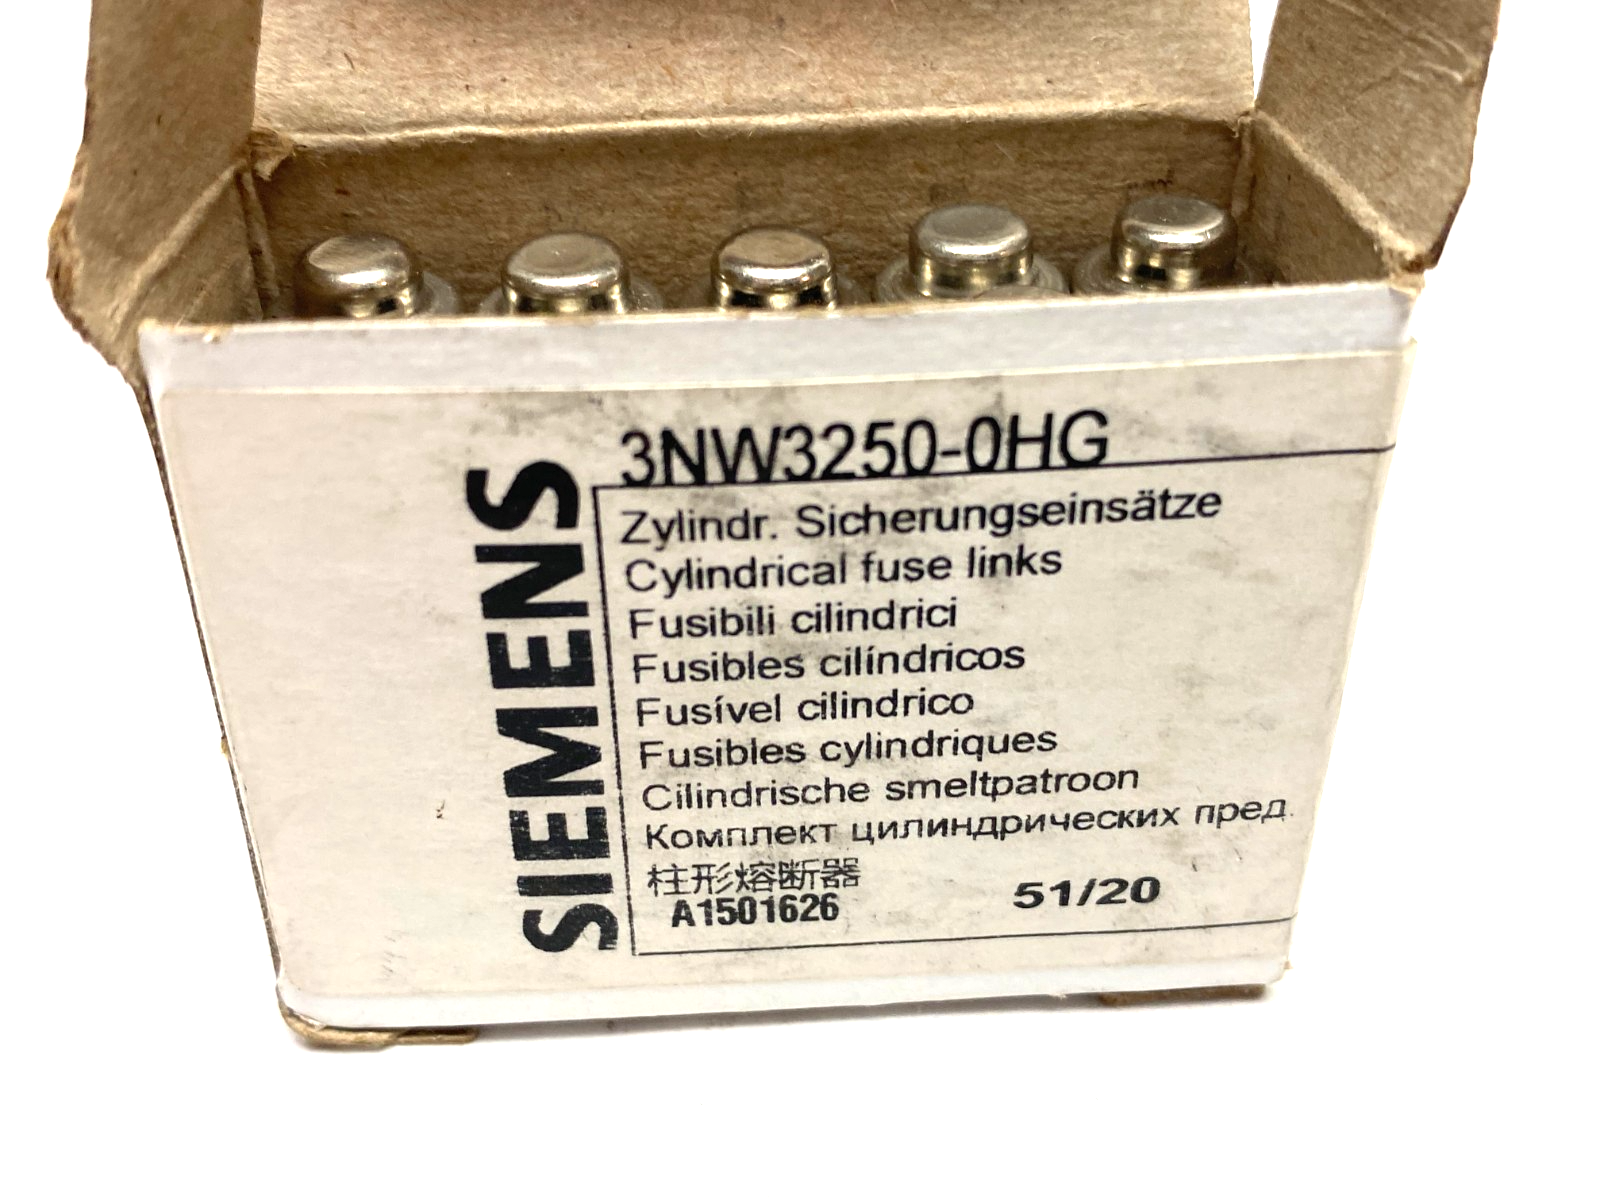 SIEMENS
3NW3250-0HG
Zylindr. Sicherungseinsätze
Cylindrical fuse links
Fusibili cilindrici
Fusibles cilíndricos
Fusível cilindrico
Fusibles cylindriques
Cilindrische smeltpatroon
Комплект цилиндрических пред.
柱形熔断器
A1501626 51/20